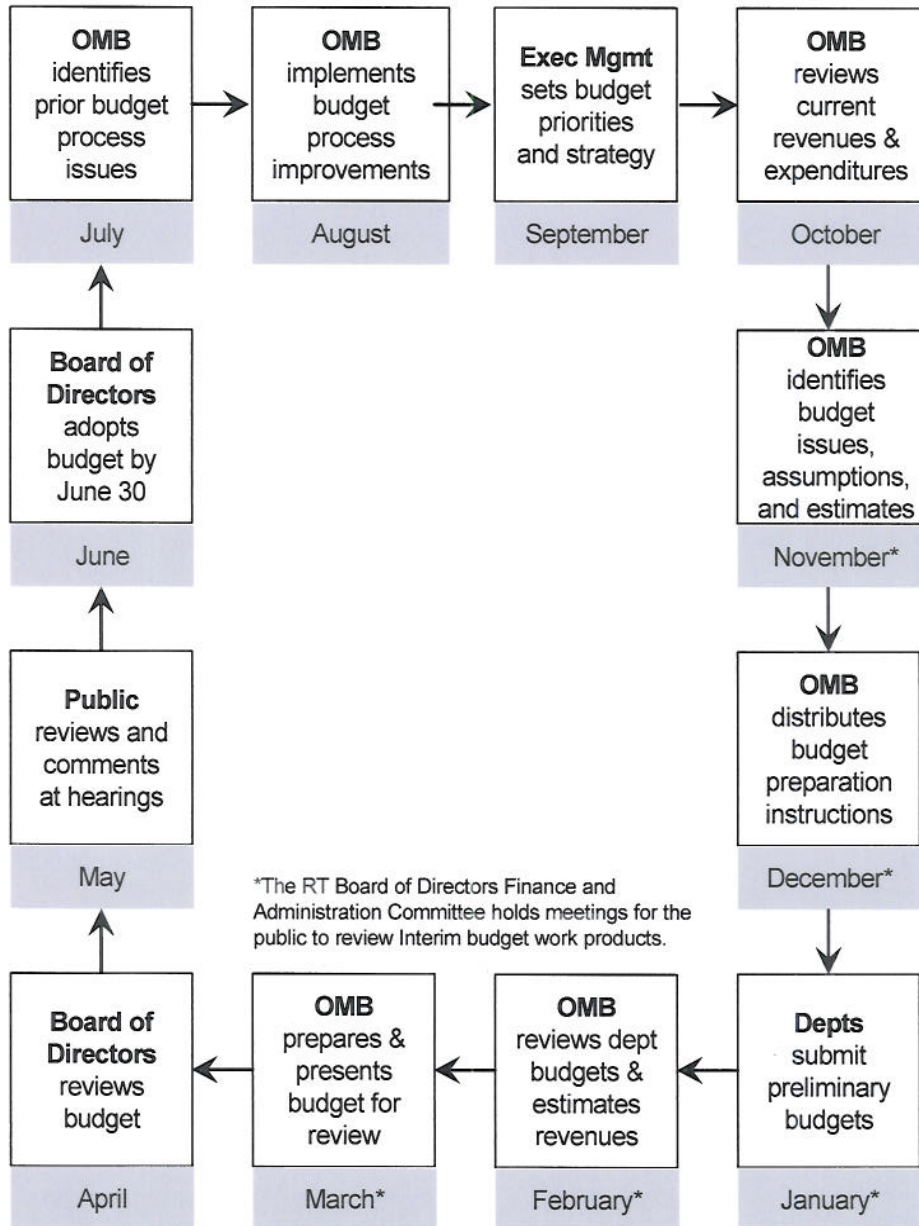 OMB
identifies
prior budget
process
issues
July
OMB
implements
budget
process
improvements
August
Exec Mgmt
sets budget
priorities
and strategy
September
OMB
reviews
current
revenues &
expenditures
October
OMB
identifies
budget
issues,
assumptions,
and estimates
November*
OMB
distributes
budget
preparation
instructions
December*
Depts
submit
preliminary
budgets
January*
OMB
reviews dept
budgets &
estimates
revenues
February*
OMB
prepares &
presents
budget for
review
March*
Board of
Directors
reviews
budget
April
Public
reviews and
comments
at hearings
May
Board of
Directors
adopts
budget by
June 30
June
*The RT Board of Directors Finance and
Administration Committee holds meetings for the
public to review Interim budget work products.